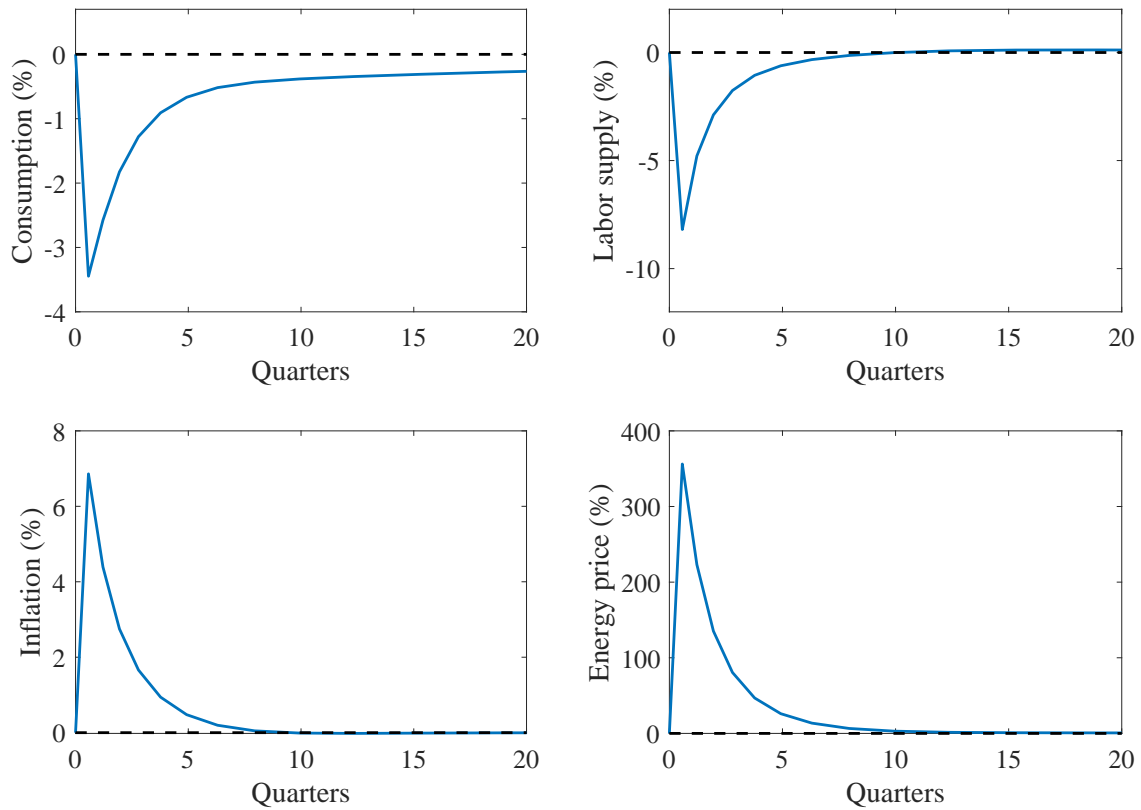 Consumption (%)
0
-1
-2
-3
-4
0 5 10 15 20
Quarters
Labor supply (%)
0
-5
-10
0 5 10 15 20
Quarters
Inflation (%)
8
6
4
2
0
0 5 10 15 20
Quarters
Energy price (%)
400
300
200
100
0
0 5 10 15 20
Quarters